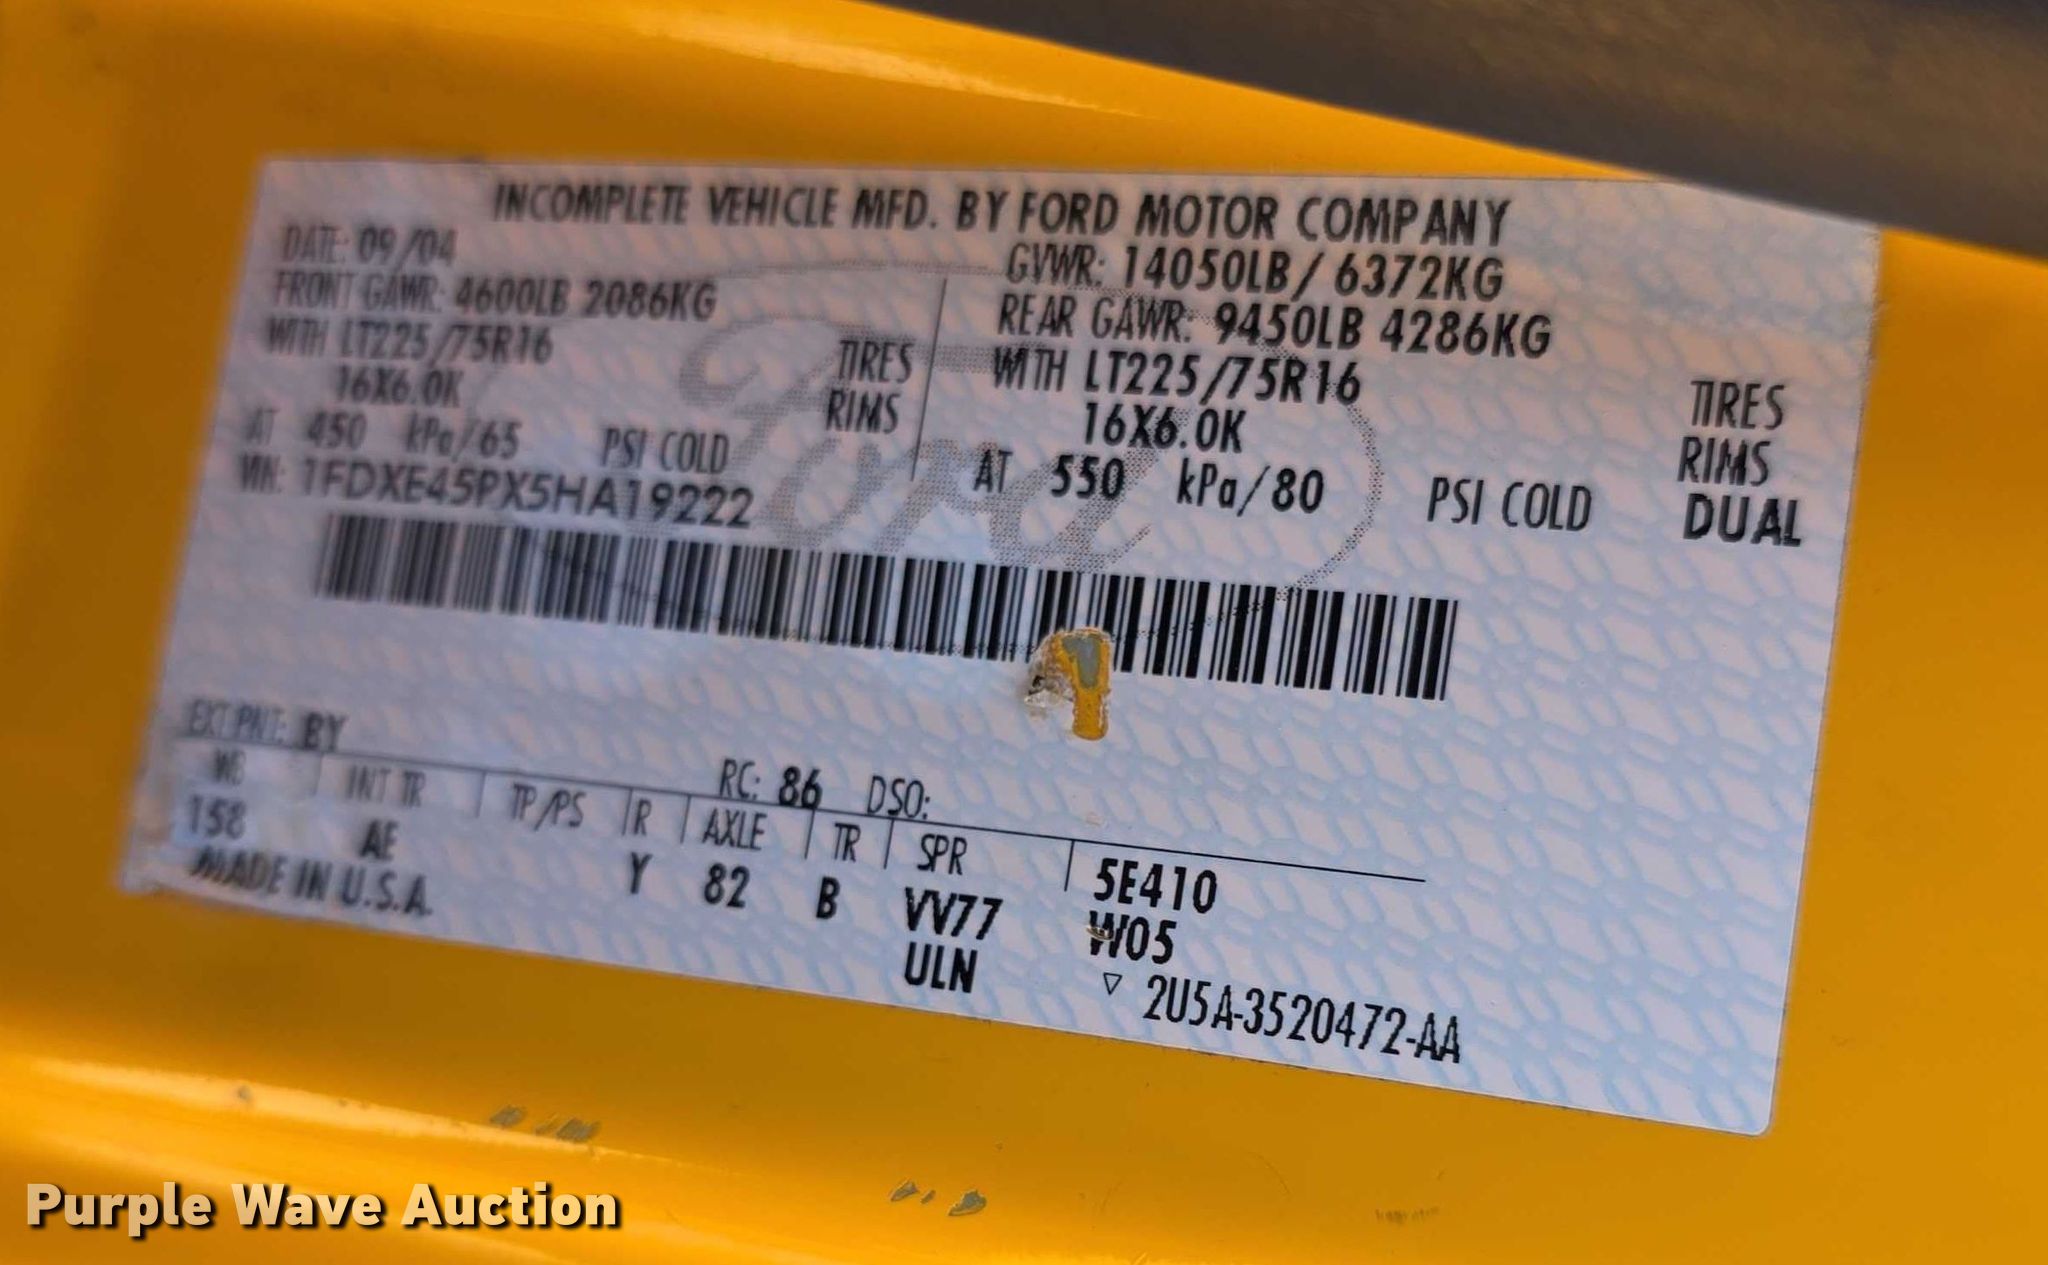 INCOMPLETE VEHICLE MFD. BY FORD MOTOR COMPANY
DATE: 09/04 GVWR: 14050LB/ 6372KG
FRONT GAWR: 4600LB 2086KG REAR GAWR: 9450LB 4286KG
WITH LT225/75R16 TIRES WITH LT225/75R16 TIRES
16X6.0K RIMS 16X6.0K RIMS
AT 450 kPa/65 PSI COLD AT 550 kPa/80 PSI COLD DUAL
VIN: 1FDXE45PX5HA19222
Ford
EXT PNT: BY RC: 86 DSO:
WB INT TR TP/PS R AXLE TR SPR 5E410
158 AE Y 82 B VV77 W05
MADE IN U.S.A. ULN
▽ 2U5A-3520472-AA
Purple Wave Auction